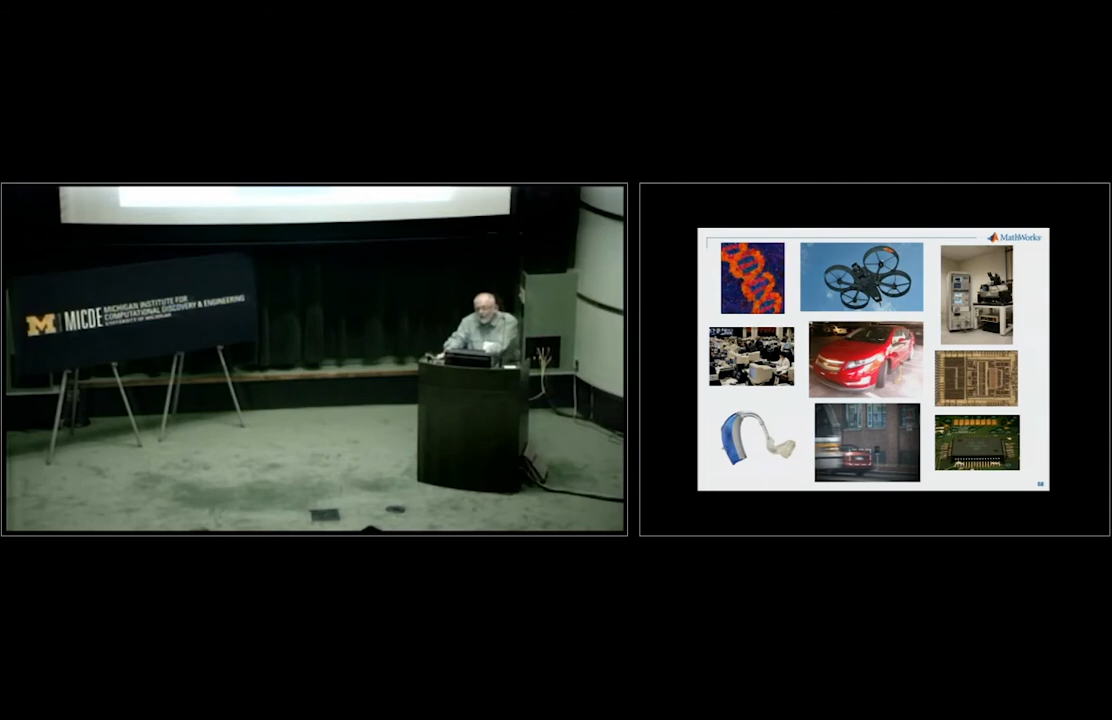 M | MICDE
MICHIGAN INSTITUTE FOR
COMPUTATIONAL DISCOVERY & ENGINEERING
UNIVERSITY OF MICHIGAN
MathWorks